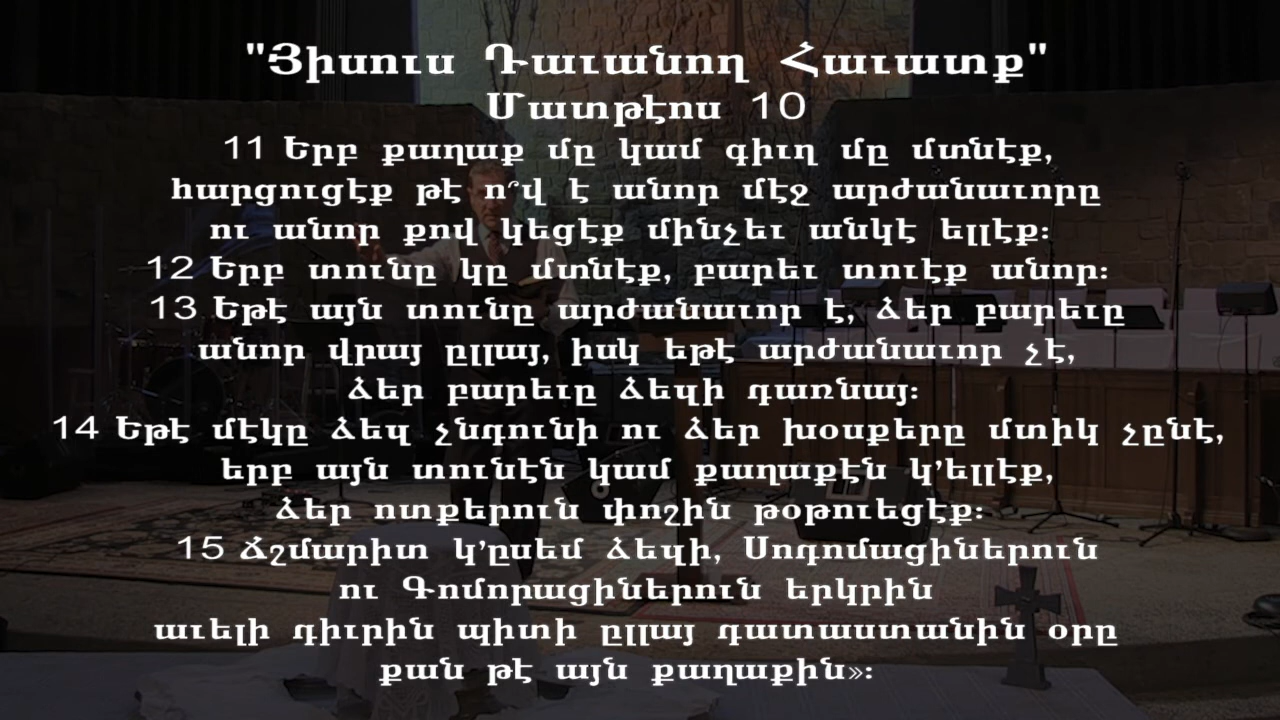 "Յիսուս Դաւանող Հաւատք"
Մատթէոս 10
11 Երբ քաղաք մը կամ գիւղ մը մտնէք,
հարցուցէք թէ ո՞վ է անոր մէջ արժանաւորը
ու անոր քով կեցէք մինչեւ անկէ ելլէք։
12 Երբ տունը կը մտնէք, բարեւ տուէք անոր։
13 Եթէ այն տունը արժանաւոր է, ձեր բարեւը
անոր վրայ ըլլայ, իսկ եթէ արժանաւոր չէ,
ձեր բարեւը ձեզի դառնայ։
14 Եթէ մէկը ձեզ չնդունի ու ձեր խօսքերը մտիկ չընէ,
երբ այն տունէն կամ քաղաքէն կ’ելլէք,
ձեր ոտքերուն փոշին թօթուեցէք։
15 Ճշմարիտ կ’ըսեմ ձեզի, Սոդոմացիներուն
ու Գոմորացիներուն երկրին
աւելի դիւրին պիտի ըլլայ դատաստանին օրը
քան թէ այն քաղաքին»։